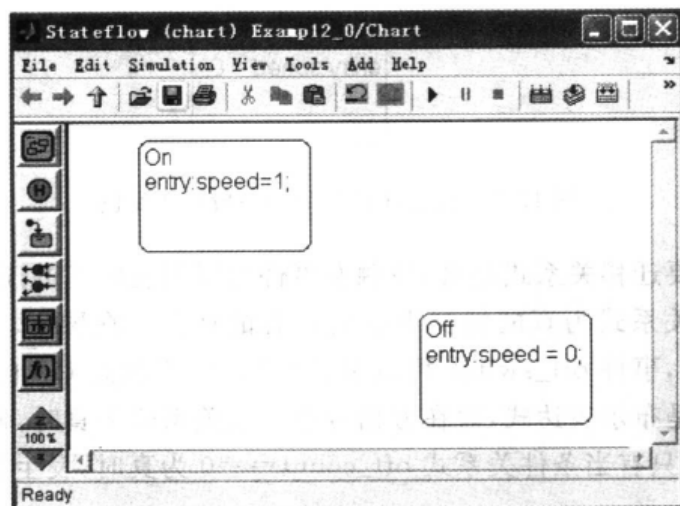 Stateflow (chart) Examp12_0/Chart
File Edit Simulation View Tools Add Help
On
entry:speed=1;
Off
entry:speed = 0;
H
f()
100%
Ready